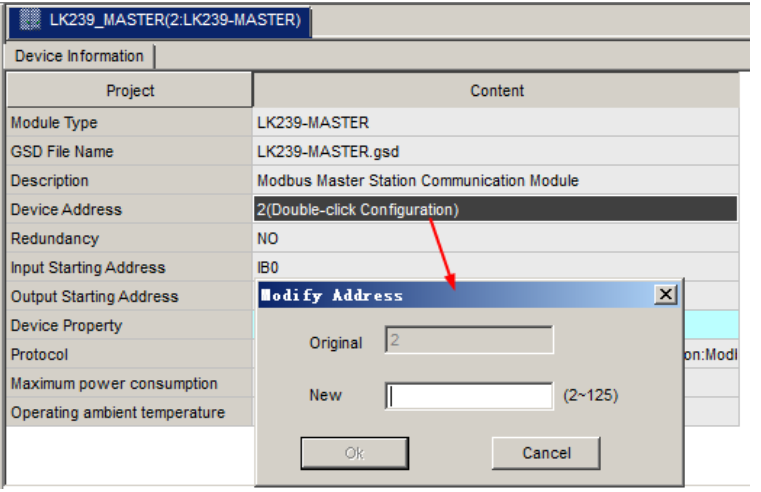 LK239_MASTER(2:LK239-MASTER)
Device Information
Project Content
Module Type LK239-MASTER
GSD File Name LK239-MASTER.gsd
Description Modbus Master Station Communication Module
Device Address 2(Double-click Configuration)
Redundancy NO
Input Starting Address IB0
Output Starting Address
Device Property
Protocol on:Modl
Maximum power consumption
Operating ambient temperature
Modify Address
Original 2
New (2~125)
Ok Cancel